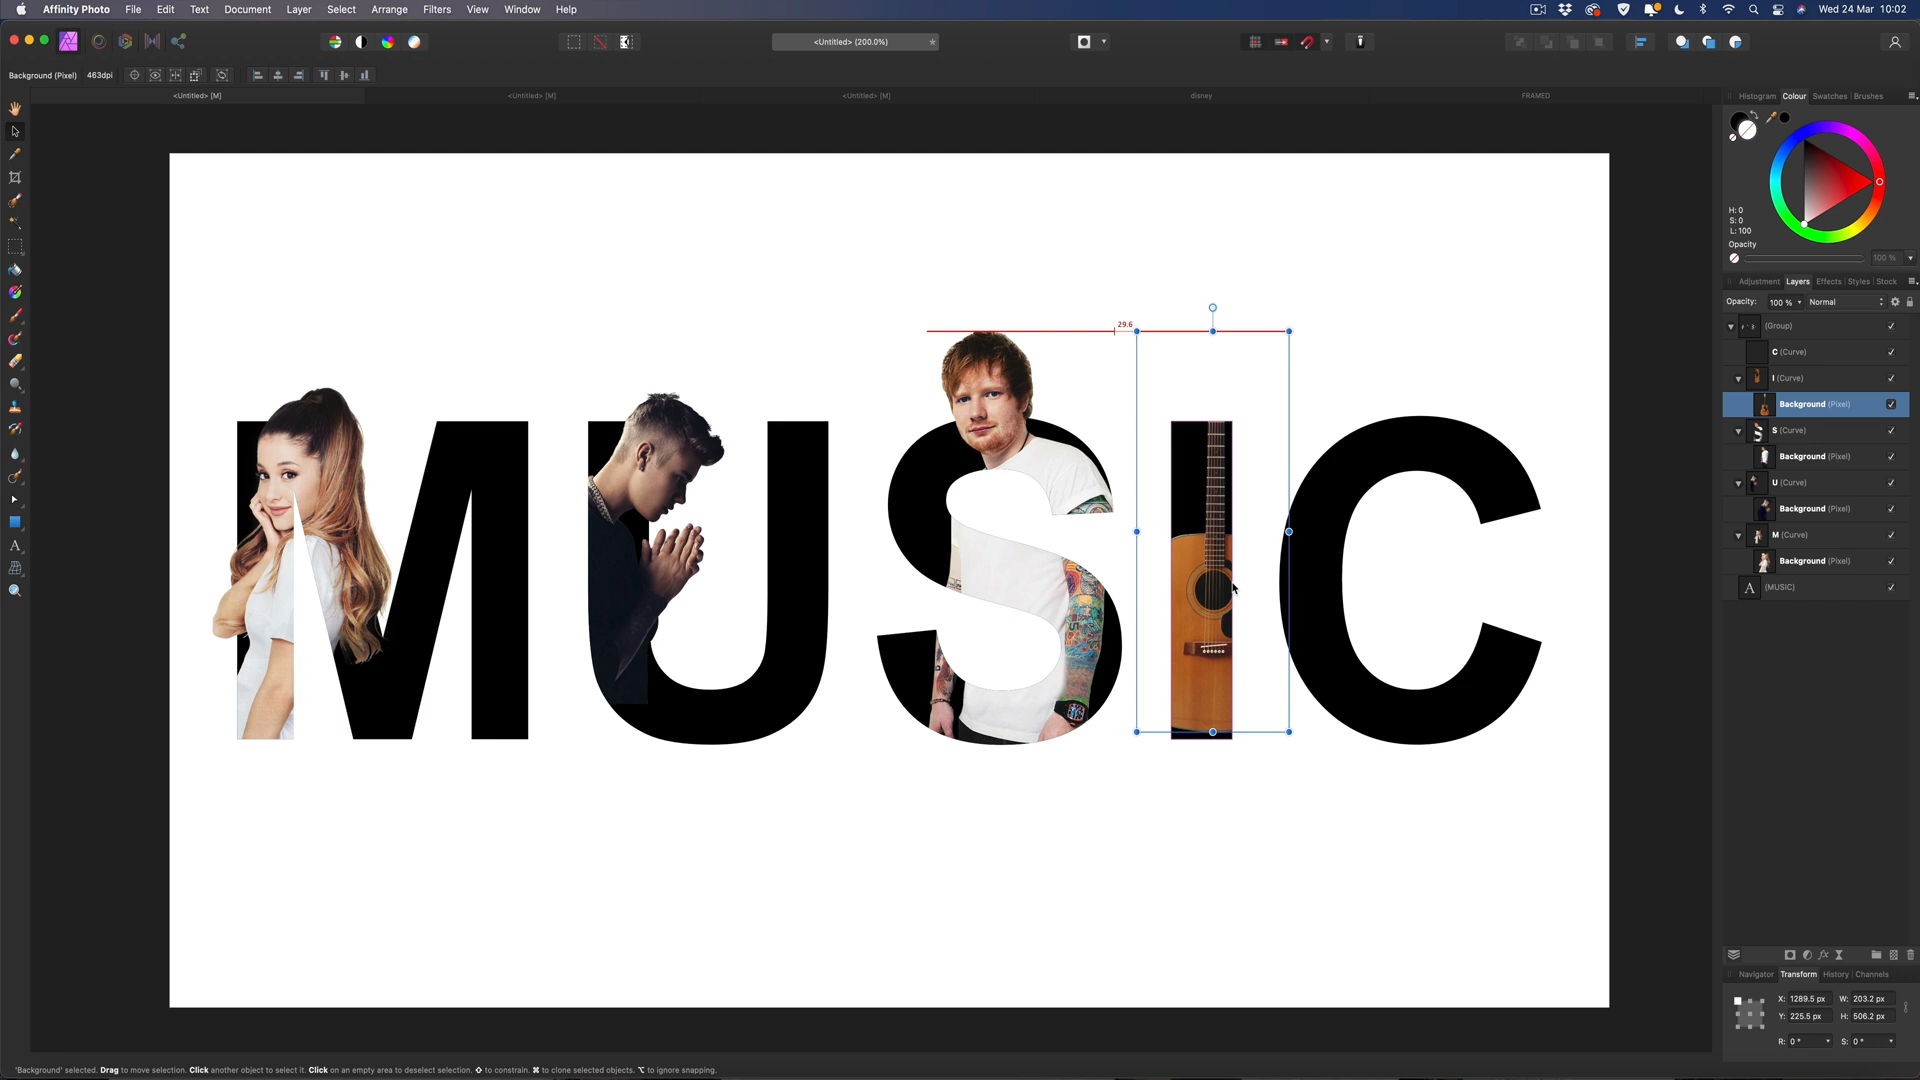 Affinity Photo File Edit Text Document Layer Select Arrange Filters View Window Help
Wed 24 Mar 10:02
<Untitled> (200.0%)
Background (Pixel) 463dpi
<Untitled> [M]
<Untitled> [M]
<Untitled> [M]
disney
FRAMED
Histogram Colour Swatches Brushes
H: 0
S: 0
L: 100
Opacity
100 %
Adjustment Layers Effects Styles Stock
Opacity: 100 % Normal
(Group)
C (Curve)
I (Curve)
Background (Pixel)
S (Curve)
Background (Pixel)
U (Curve)
Background (Pixel)
M (Curve)
Background (Pixel)
A (MUSIC)
29.6
MUSIC
Navigator Transform History Channels
X: 1289.5 px W: 203.2 px
Y: 225.5 px H: 506.2 px
R: 0 ° S: 0 °
'Background' selected. Drag to move selection. Click another object to select it. Click on an empty area to deselect selection. ⇧ to constrain. ⌘ to clone selected objects. ⌥ to ignore snapping.